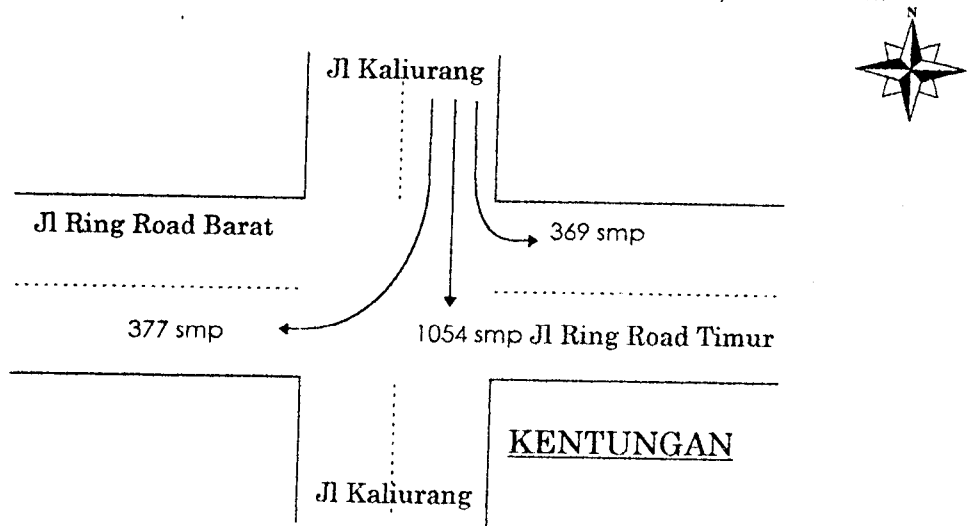 N
Jl Kaliurang
Jl Ring Road Barat
369 smp
377 smp
1054 smp Jl Ring Road Timur
KENTUNGAN
Jl Kaliurang